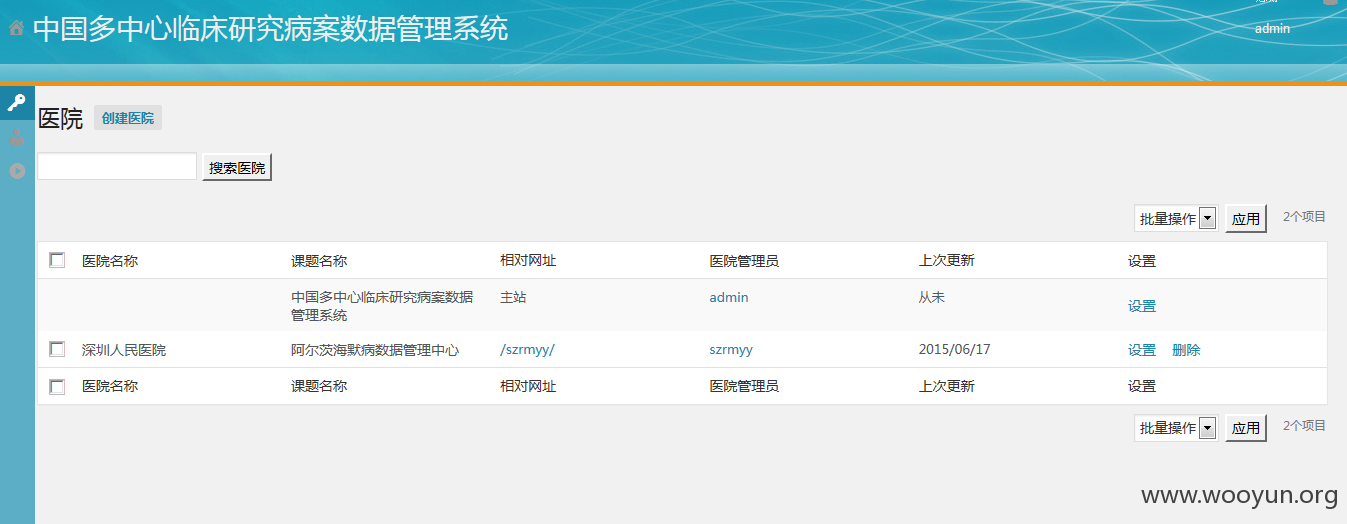 中国多中心临床研究病案数据管理系统
admin
医院 创建医院
搜索医院
批量操作 应用 2个项目
医院名称 课题名称 相对网址 医院管理员 上次更新 设置
中国多中心临床研究病案数据 主站 admin 从未 设置
管理系统
深圳人民医院 阿尔茨海默病数据管理中心 /szrmyy/ szrmyy 2015/06/17 设置 删除
医院名称 课题名称 相对网址 医院管理员 上次更新 设置
批量操作 应用 2个项目
www.wooyun.org